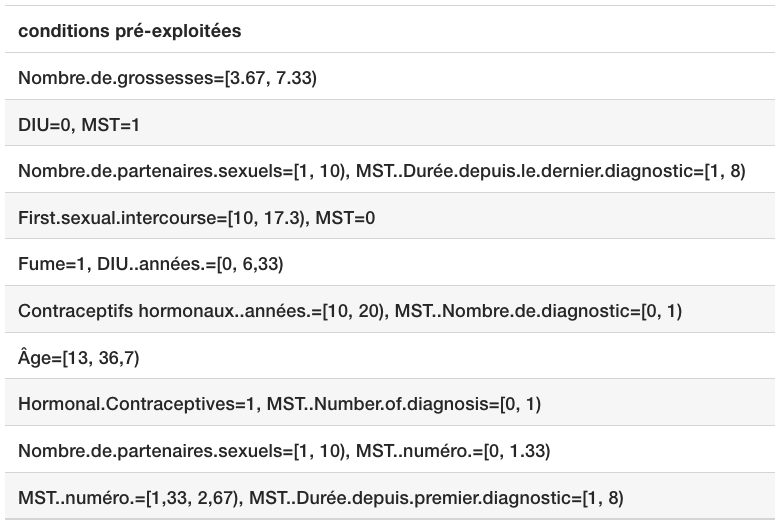 conditions pré-exploitées
Nombre.de.grossesses=[3.67, 7.33)
DIU=0, MST=1
Nombre.de.partenaires.sexuels=[1, 10), MST..Durée.depuis.le.dernier.diagnostic=[1, 8)
First.sexual.intercourse=[10, 17.3), MST=0
Fume=1, DIU..années.=[0, 6,33)
Contraceptifs hormonaux..années.=[10, 20), MST..Nombre.de.diagnostic=[0, 1)
Âge=[13, 36,7)
Hormonal.Contraceptives=1, MST..Number.of.diagnosis=[0, 1)
Nombre.de.partenaires.sexuels=[1, 10), MST..numéro.=[0, 1.33)
MST..numéro.=[1,33, 2,67), MST..Durée.depuis.premier.diagnostic=[1, 8)